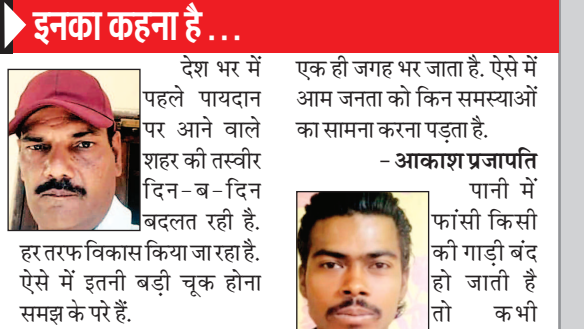 इनका कहना है...
देश भर में
पहले पायदान
पर आने वाले
शहर की तस्वीर
दिन-ब-दिन
बदलत रही है.
हर तरफ विकास किया जा रहा है.
ऐसे में इतनी बड़ी चूक होना
समझ के परे हैं.
एक ही जगह भर जाता है. ऐसे में
आम जनता को किन समस्याओं
का सामना करना पड़ता है.
- आकाश प्रजापति
पानी में
फांसी किसी
की गाड़ी बंद
हो जाती है
तो कभी